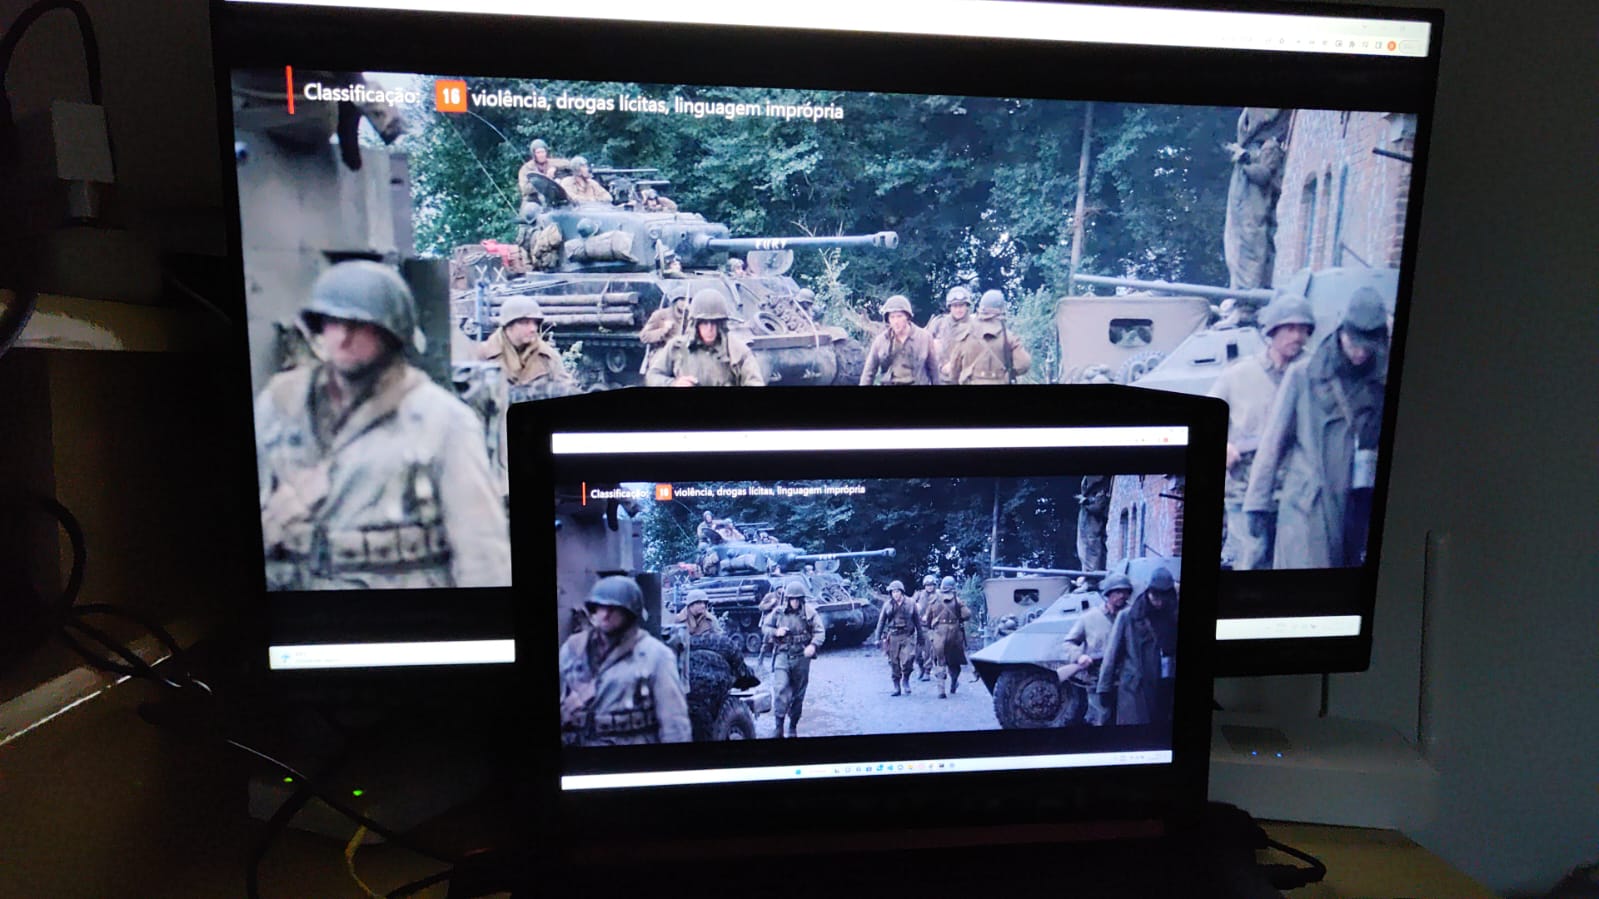 Classificação: 16 violência, drogas lícitas, linguagem imprópria
FURY
Classificação: 16 violência, drogas lícitas, linguagem imprópria